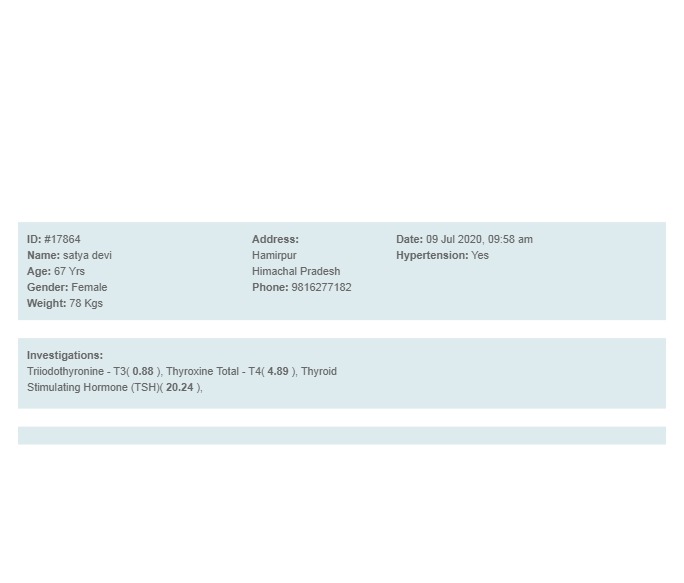 ID: #17864
Name: satya devi
Age: 67 Yrs
Gender: Female
Weight: 78 Kgs
Address:
Hamirpur
Himachal Pradesh
Phone: 9816277182
Date: 09 Jul 2020, 09:58 am
Hypertension: Yes
Investigations:
Triiodothyronine - T3( 0.88 ), Thyroxine Total - T4( 4.89 ), Thyroid
Stimulating Hormone (TSH)( 20.24 ),